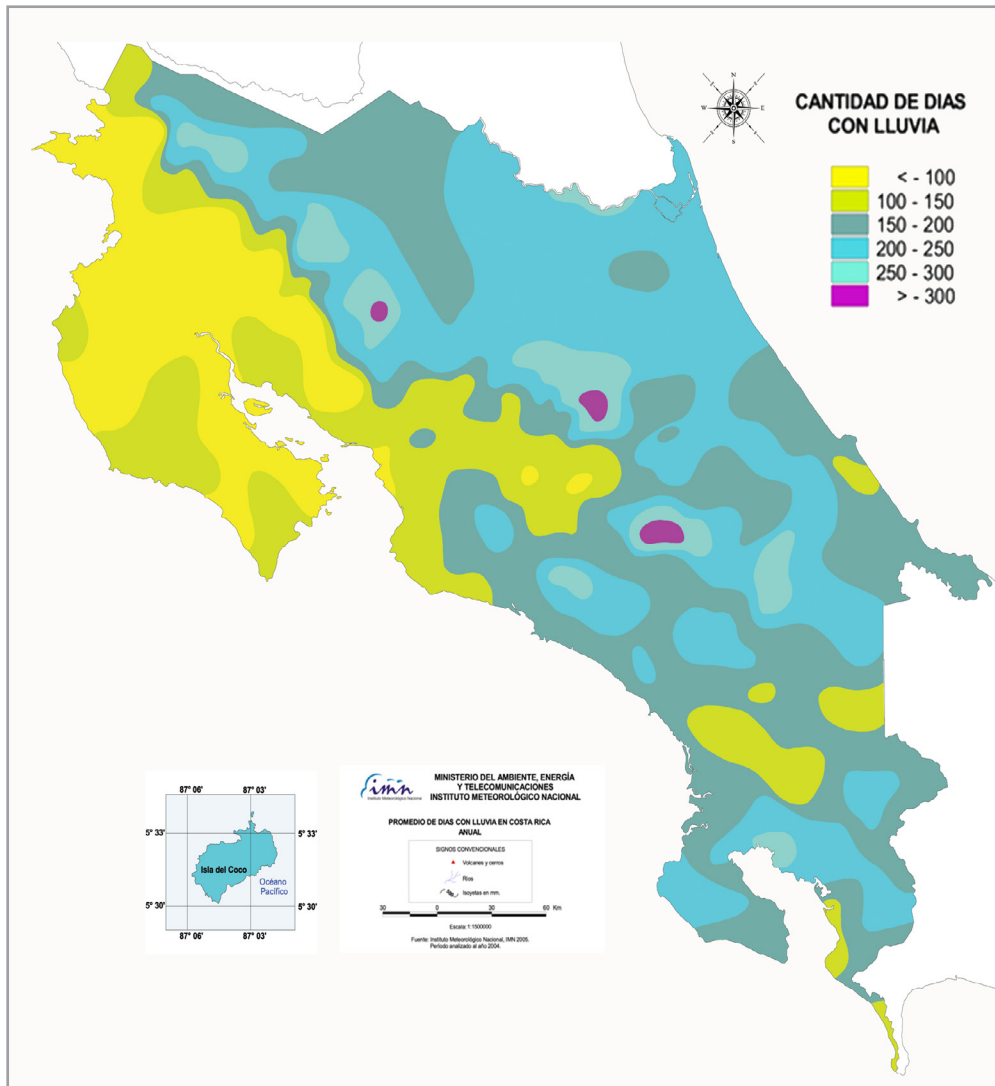 N
W
E
S
CANTIDAD DE DIAS
CON LLUVIA
< - 100
100 - 150
150 - 200
200 - 250
250 - 300
> - 300
87° 06'
87° 03'
5° 33'
5° 33'
Isla del Coco
Océano
Pacífico
5° 30'
5° 30'
87° 06'
87° 03'
imn
Instituto Meteorológico Nacional
MINISTERIO DEL AMBIENTE, ENERGÍA
Y TELECOMUNICACIONES
INSTITUTO METEOROLÓGICO NACIONAL
PROMEDIO DE DIAS CON LLUVIA EN COSTA RICA
ANUAL
SIGNOS CONVENCIONALES
Volcanes y cerros
Ríos
Isoyetas en mm.
30 0 30 60 Km
Escala: 1:1500000
Fuente: Instituto Meteorológico Nacional, IMN 2005.
Período analizado al año 2004.